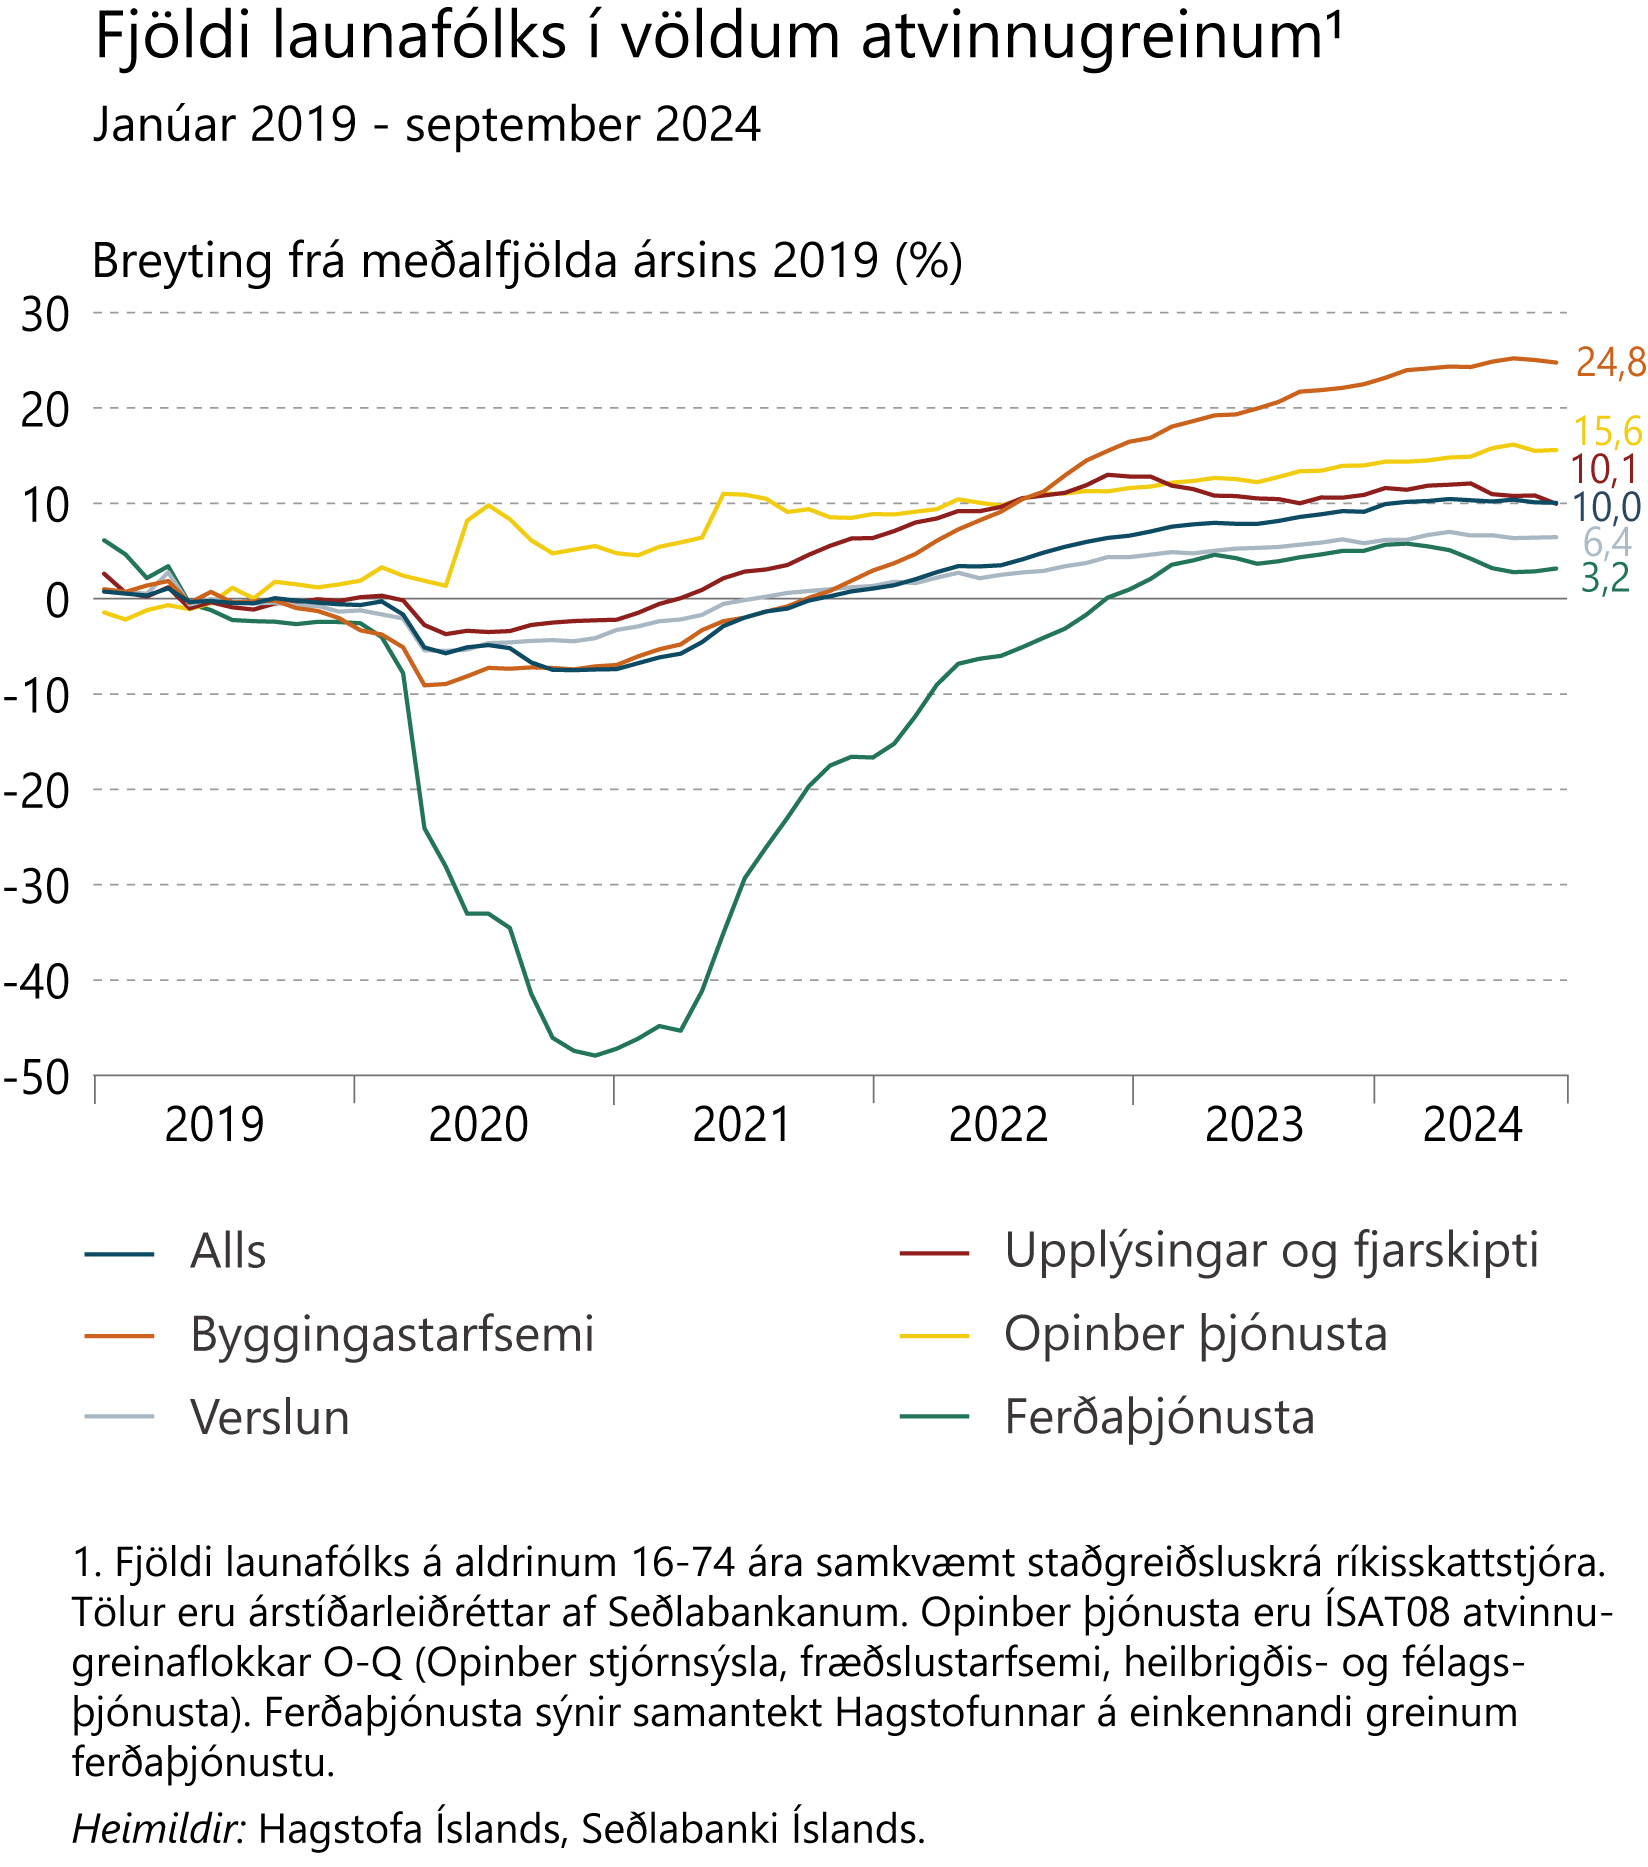 Fjöldi launafólks í völdum atvinnugreinum¹
Janúar 2019 - september 2024
Breyting frá meðalfjölda ársins 2019 (%)
30
20
10
0
-10
-20
-30
-40
-50
24,8
15,6
10,1
10,0
6,4
3,2
2019
2020
2021
2022
2023
2024
Alls
Byggingastarfsemi
Verslun
Upplýsingar og fjarskipti
Opinber þjónusta
Ferðaþjónusta
1. Fjöldi launafólks á aldrinum 16-74 ára samkvæmt staðgreiðsluskrá ríkisskattstjóra.
Tölur eru árstíðarleiðréttar af Seðlabankanum. Opinber þjónusta eru ÍSAT08 atvinnu-
greinaflokkar O-Q (Opinber stjórnsýsla, fræðslustarfsemi, heilbrigðis- og félags-
þjónusta). Ferðaþjónusta sýnir samantekt Hagstofunnar á einkennandi greinum
ferðaþjónustu.
Heimildir: Hagstofa Íslands, Seðlabanki Íslands.